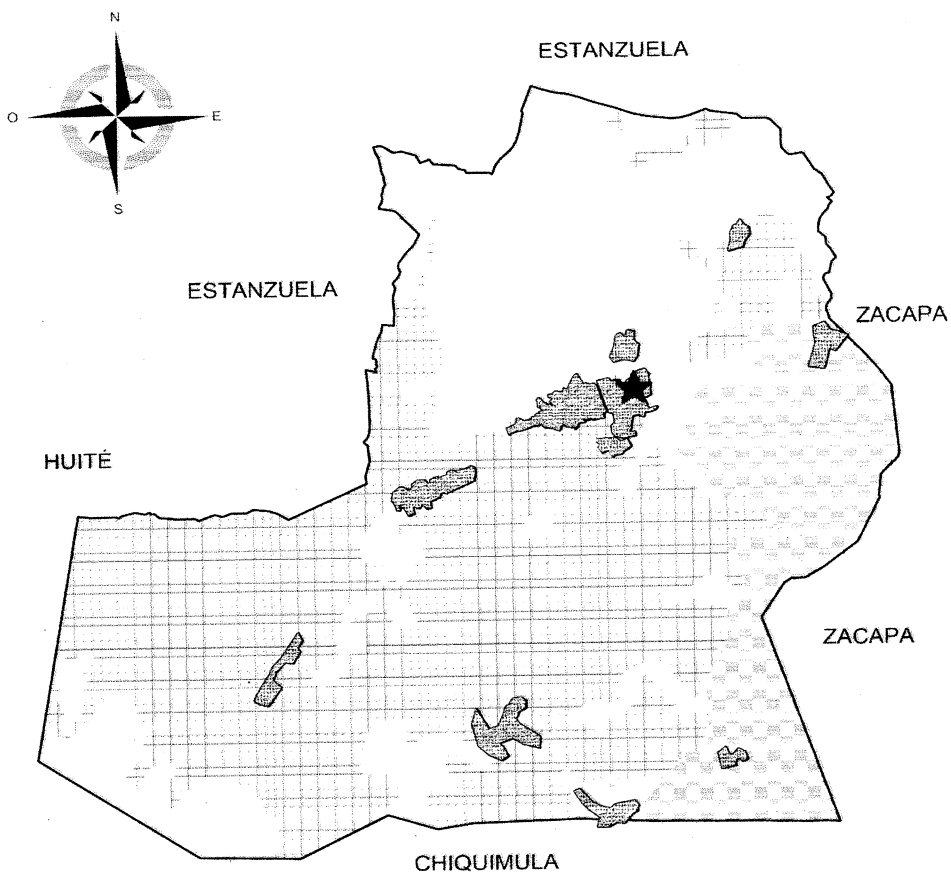 N
ESTANZUELA
O
E
S
ESTANZUELA
ZACAPA
HUITÉ
ZACAPA
CHIQUIMULA